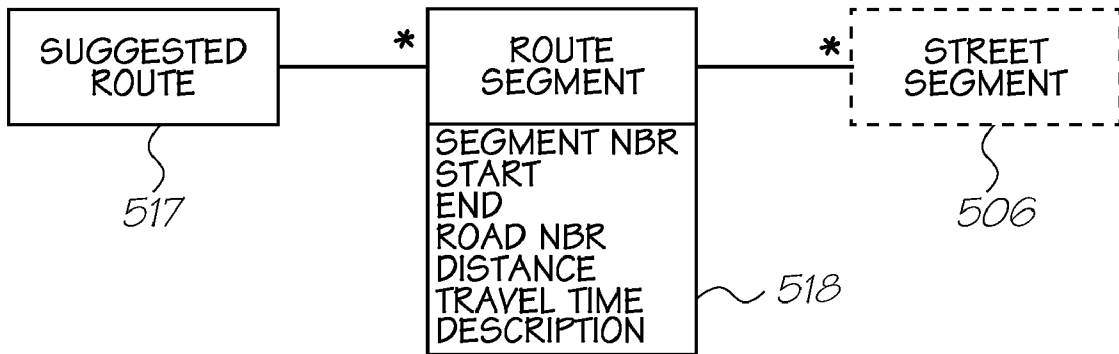 SUGGESTED
ROUTE
*
ROUTE
SEGMENT
*
STREET
SEGMENT
SEGMENT NBR
START
END
ROAD NBR
DISTANCE
TRAVEL TIME
DESCRIPTION
517
506
518